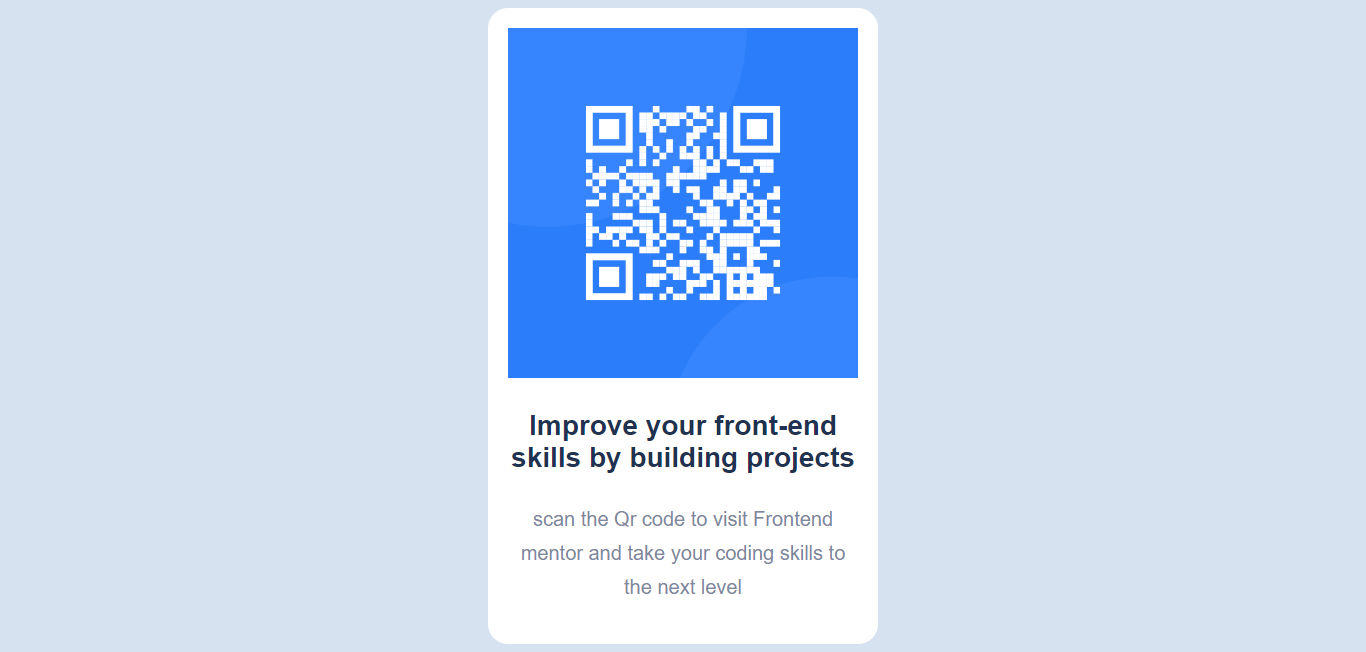 Improve your front-end
skills by building projects
scan the Qr code to visit Frontend
mentor and take your coding skills to
the next level